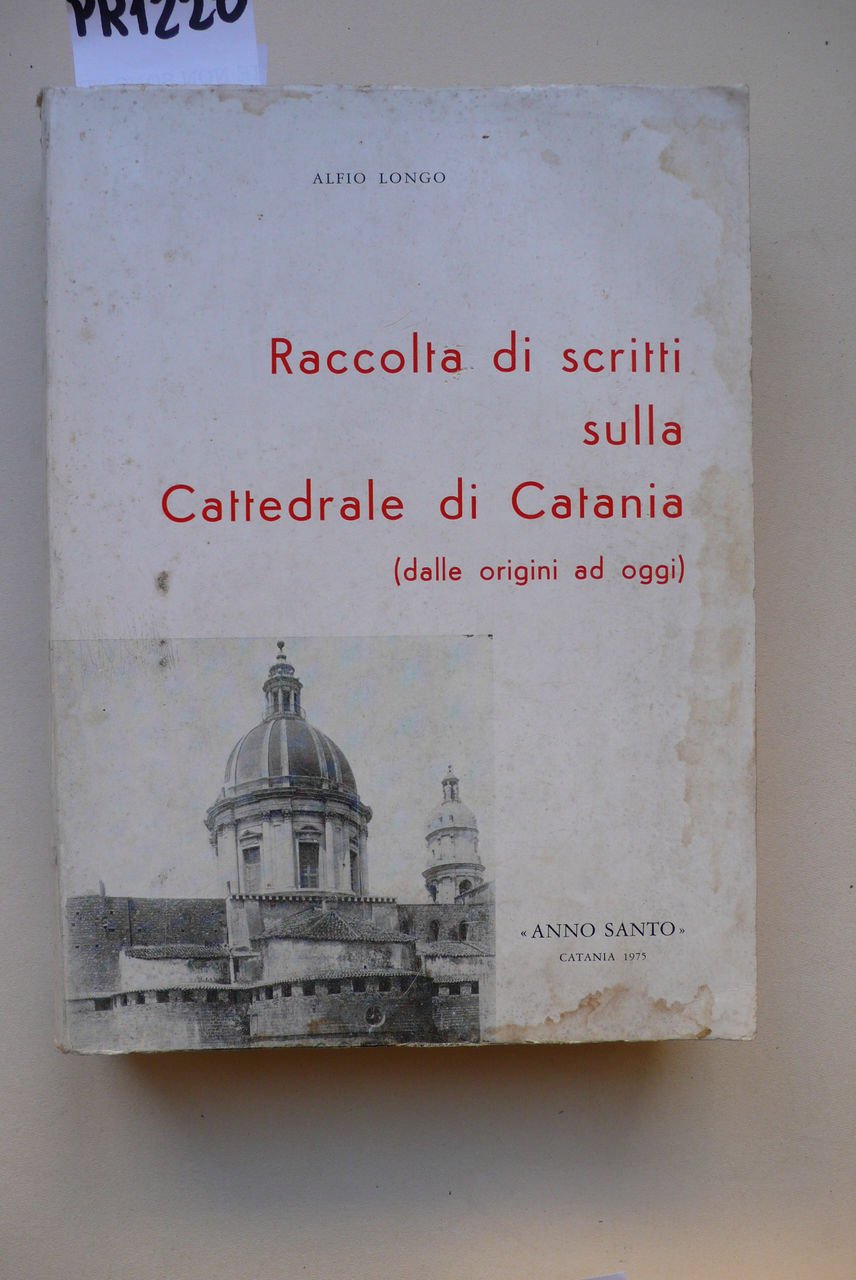 PR1220
ALFIO LONGO
Raccolta di scritti
sulla
Cattedrale di Catania
(dalle origini ad oggi)
« ANNO SANTO »
CATANIA 1975